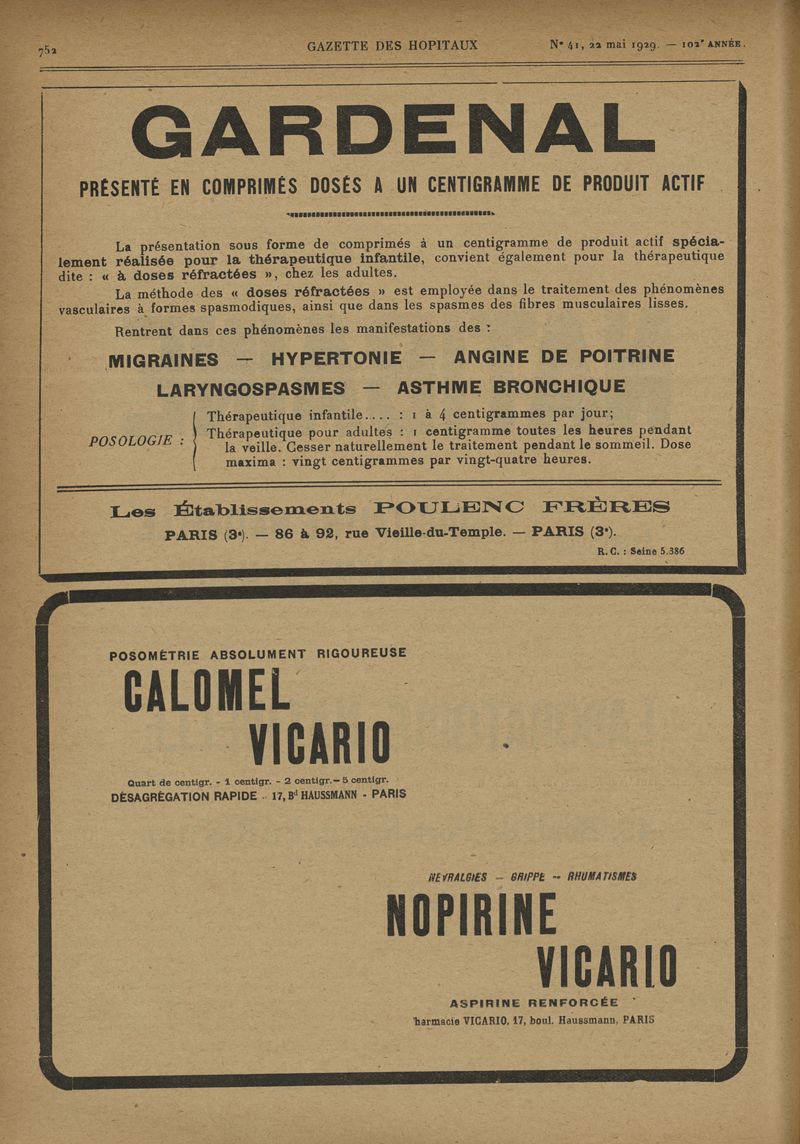 752
GAZETTE DES HOPITAUX
N° 41, 22 mai 1929. — 102e ANNÉE.
GARDENAL
PRÉSENTÉ EN COMPRIMÉS DOSÉS A UN CENTIGRAMME DE PRODUIT ACTIF
La présentation sous forme de comprimés à un centigramme de produit actif spécia-
lement réalisée pour la thérapeutique infantile, convient également pour la thérapeutique
dite : « à doses réfractées », chez les adultes.
La méthode des « doses réfractées » est employée dans le traitement des phénomènes
vasculaires à formes spasmodiques, ainsi que dans les spasmes des fibres musculaires lisses.
Rentrent dans ces phénomènes les manifestations des :
MIGRAINES — HYPERTONIE — ANGINE DE POITRINE
LARYNGOSPASMES — ASTHME BRONCHIQUE
POSOLOGIE :
Thérapeutique infantile.... : 1 à 4 centigrammes par jour;
Thérapeutique pour adultes : 1 centigramme toutes les heures pendant
la veille. Cesser naturellement le traitement pendant le sommeil. Dose
maxima : vingt centigrammes par vingt-quatre heures.
Les Établissements POULENC FRÈRES
PARIS (3e). — 86 à 92, rue Vieille-du-Temple. — PARIS (3e).
R. C. : Seine 5.386
POSOMÉTRIE ABSOLUMENT RIGOUREUSE
CALOMEL
VICARIO
Quart de centigr. - 1 centigr. - 2 centigr. - 5 centigr.
DÉSAGRÉGATION RAPIDE - 17, Bd HAUSSMANN - PARIS
NEVRALGIES — GRIPPE -- RHUMATISMES
NOPIRINE
VICARIO
ASPIRINE RENFORCÉE
harmacie VICARIO, 17, boul. Haussmann, PARIS